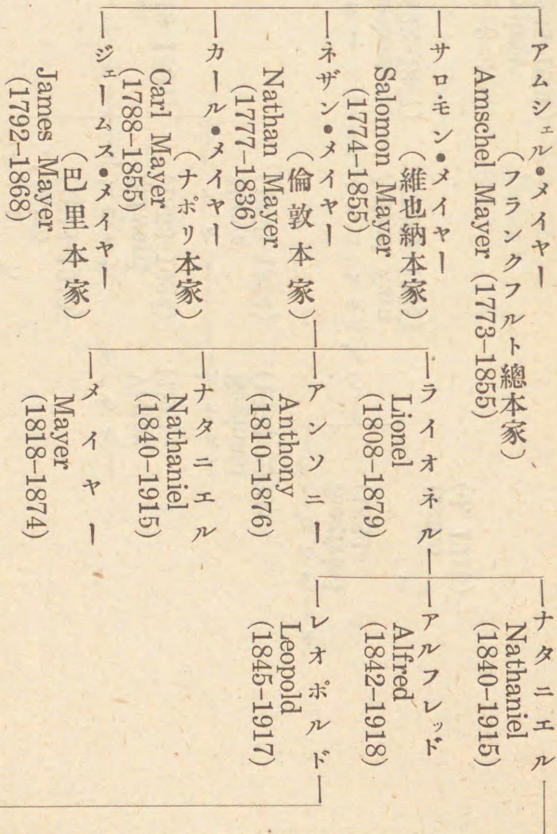 アムシェル・メイヤー
(フランクフルト總本家)
Amschel Mayer (1773-1855)
サロモン・メイヤー
(維也納本家)
Salomon Mayer
(1774-1855)
ネザン・メイヤー
(倫敦本家)
Nathan Mayer
(1777-1836)
カール・メイヤー
(ナポリ本家)
Carl Mayer
(1788-1855)
ジェームス・メイヤー
(巴里本家)
James Mayer
(1792-1868)
ライオネル
Lionel
(1808-1879)
アンソニー
Anthony
(1810-1876)
ナタニエル
Nathaniel
(1840-1915)
メイヤー
Mayer
(1818-1874)
ナタニエル
Nathaniel
(1840-1915)
アルフレッド
Alfred
(1842-1918)
レオポルド
Leopold
(1845-1917)